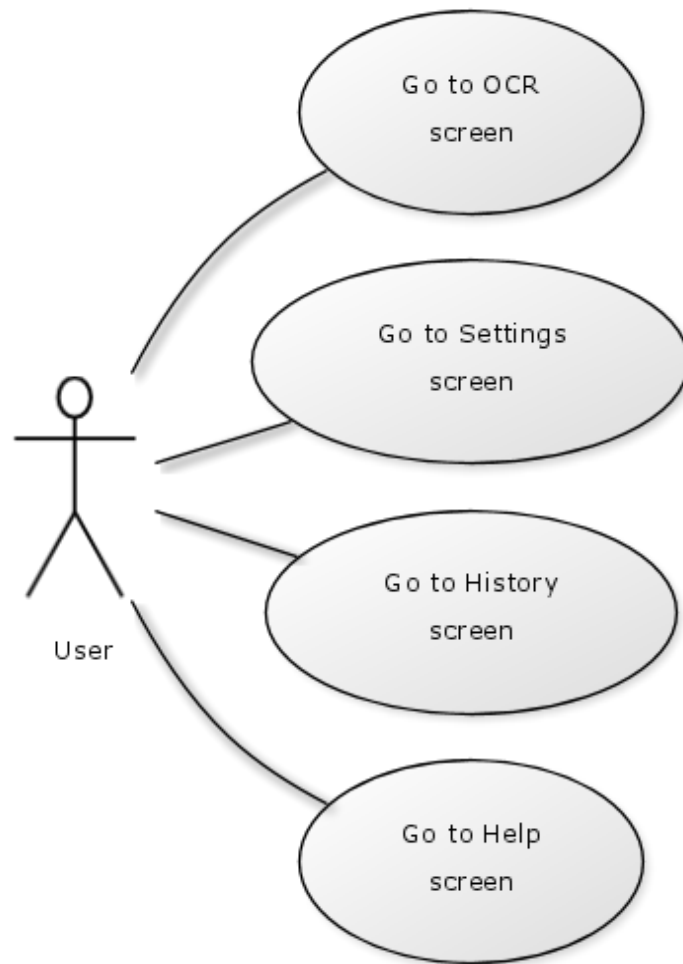 Go to OCR
screen
Go to Settings
screen
Go to History
screen
User
Go to Help
screen